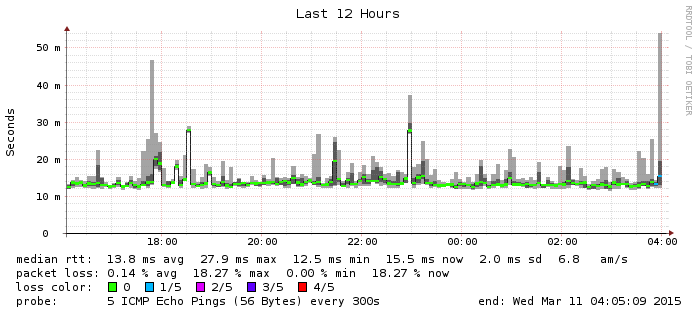 Last 12 Hours
RRDTOOL / TOBI OETIKER
Seconds
50 m
40 m
30 m
20 m
10 m
0
18:00 20:00 22:00 00:00 02:00 04:00
median rtt: 13.8 ms avg 27.9 ms max 12.5 ms min 15.5 ms now 2.0 ms sd 6.8 am/s
packet loss: 0.14 % avg 18.27 % max 0.00 % min 18.27 % now
loss color: 0 1/5 2/5 3/5 4/5
probe: 5 ICMP Echo Pings (56 Bytes) every 300s end: Wed Mar 11 04:05:09 2015